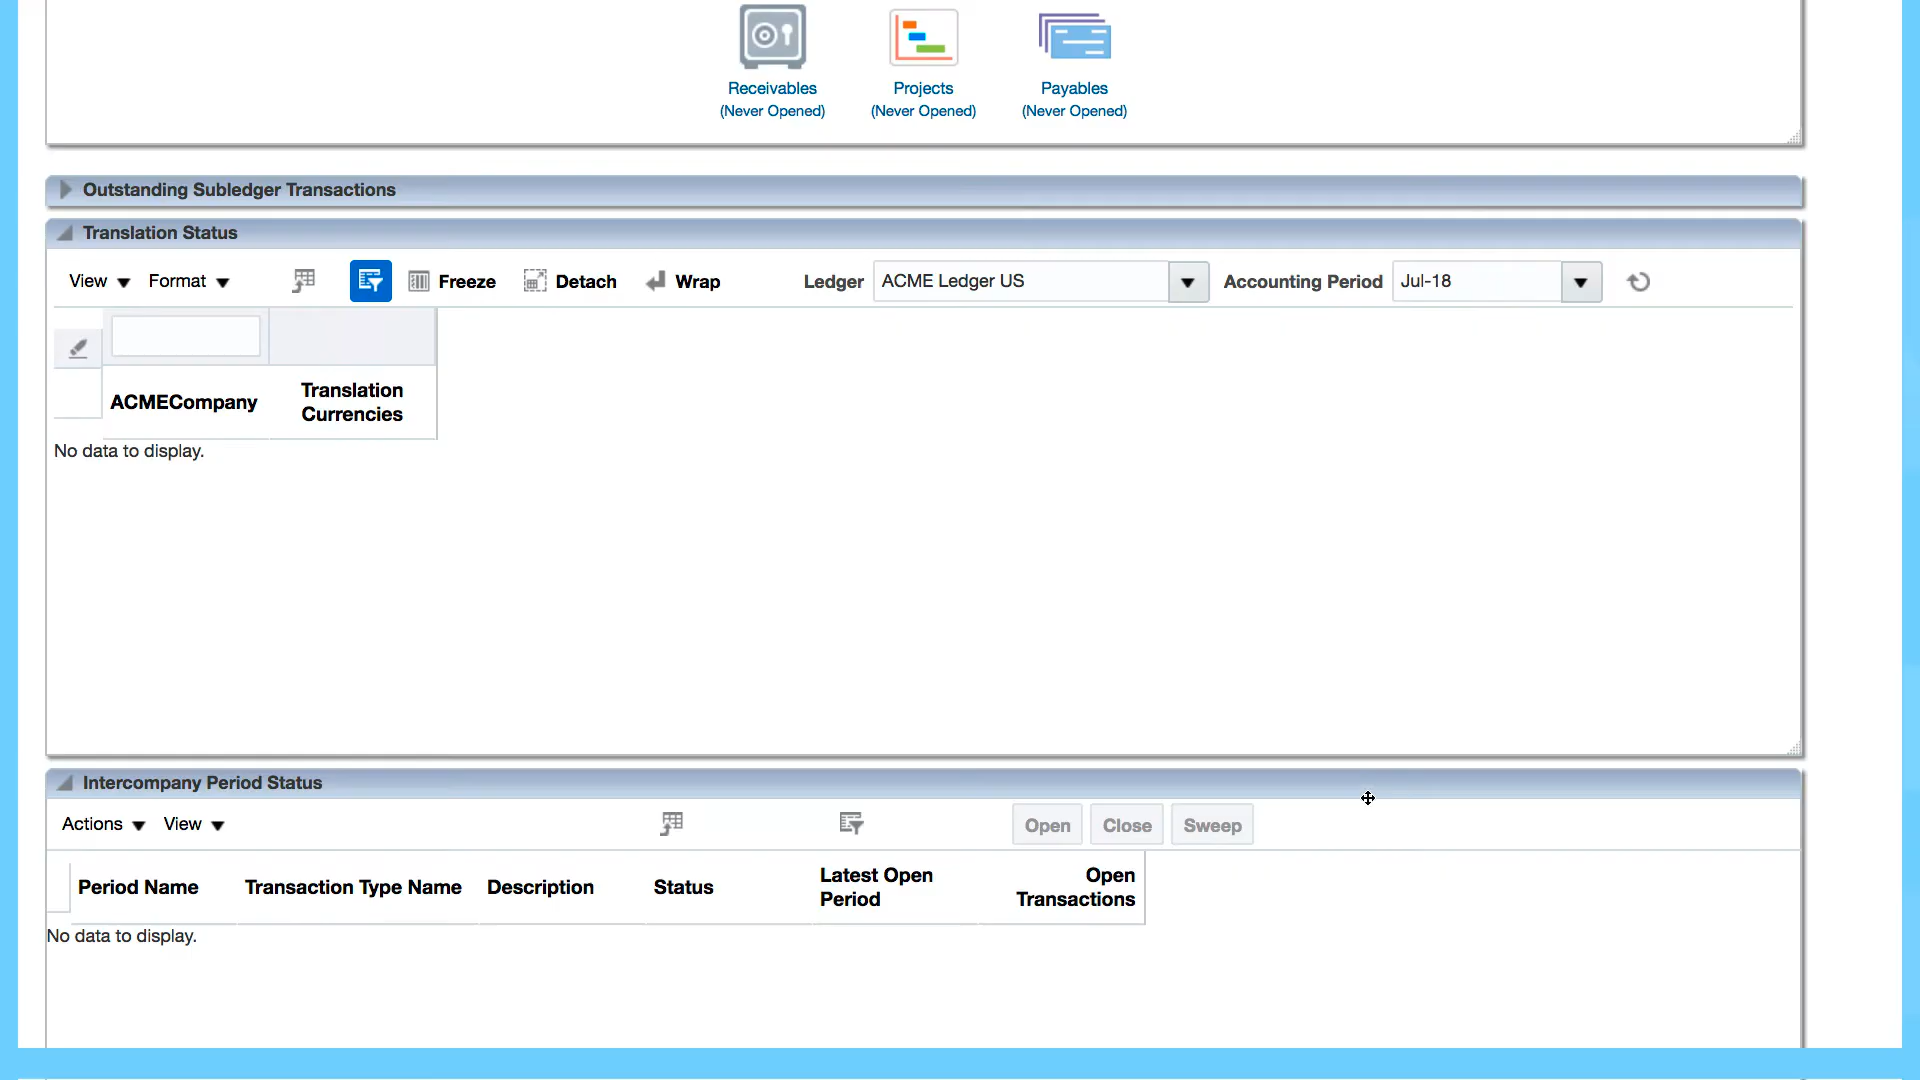 Receivables Projects Payables
(Never Opened) (Never Opened) (Never Opened)
Outstanding Subledger Transactions
Translation Status
View Format Freeze Detach Wrap Ledger ACME Ledger US Accounting Period Jul-18
ACMECompany Translation Currencies
No data to display.
Intercompany Period Status
Actions View Open Close Sweep
Period Name Transaction Type Name Description Status Latest Open Period Open Transactions
No data to display.